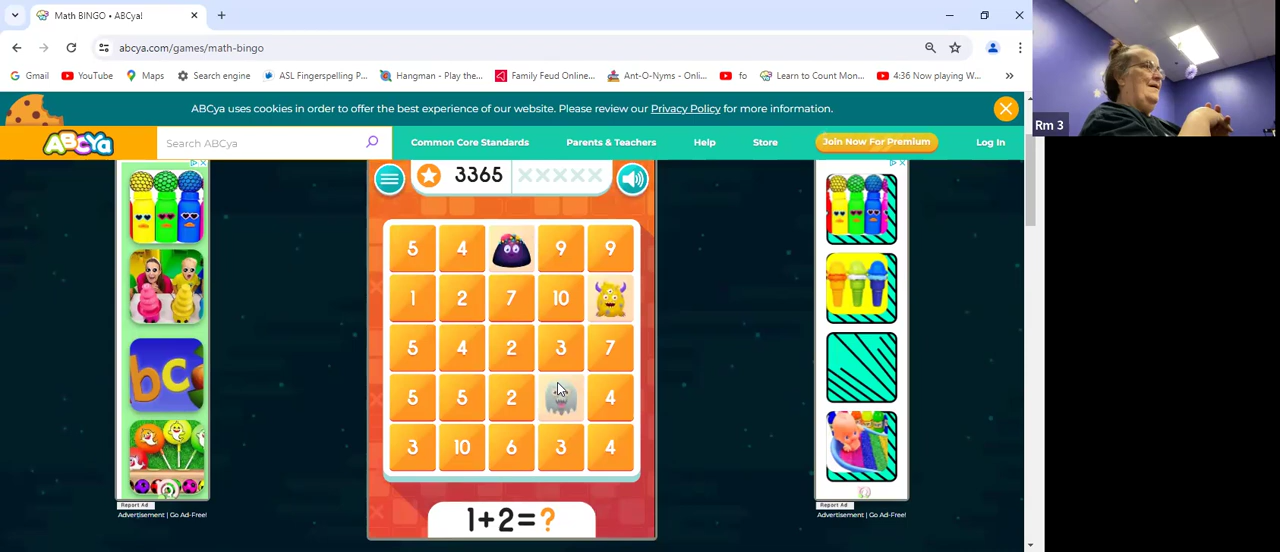 Math BINGO • ABCya!
abcya.com/games/math-bingo
Gmail YouTube Maps Search engine ASL Fingerspelling P... Hangman - Play the... Family Feud Online... Ant-O-Nyms - Onli... fo Learn to Count Mon... 4:36 Now playing W...
ABCya uses cookies in order to offer the best experience of our website. Please review our Privacy Policy for more information.
ABCya Search ABCya Common Core Standards Parents & Teachers Help Store Join Now For Premium Log In
Rm 3
3365
5 4 9 9
1 2 7 10
5 4 2 3 7
5 5 2 4
3 10 6 3 4
1+2=?
bc
Report Ad
Advertisement | Go Ad-Free!
Report Ad
Advertisement | Go Ad-Free!